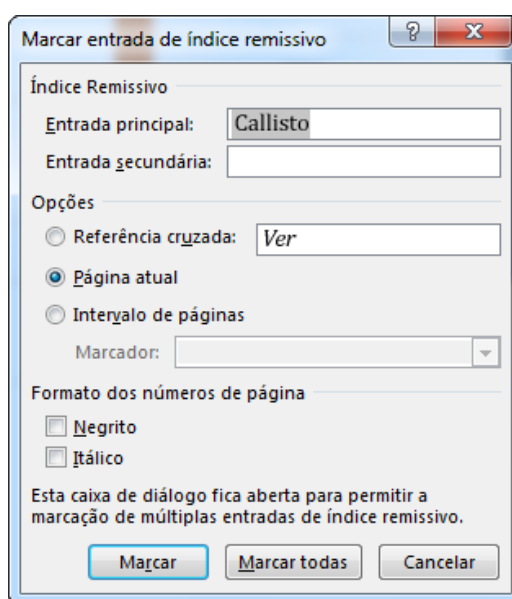 Marcar entrada de índice remissivo
Índice Remissivo
Entrada principal: Callisto
Entrada secundária:
Opções
Referência cruzada: Ver
Página atual
Intervalo de páginas
Marcador:
Formato dos números de página
Negrito
Itálico
Esta caixa de diálogo fica aberta para permitir a
marcação de múltiplas entradas de índice remissivo.
Marcar Marcar todas Cancelar